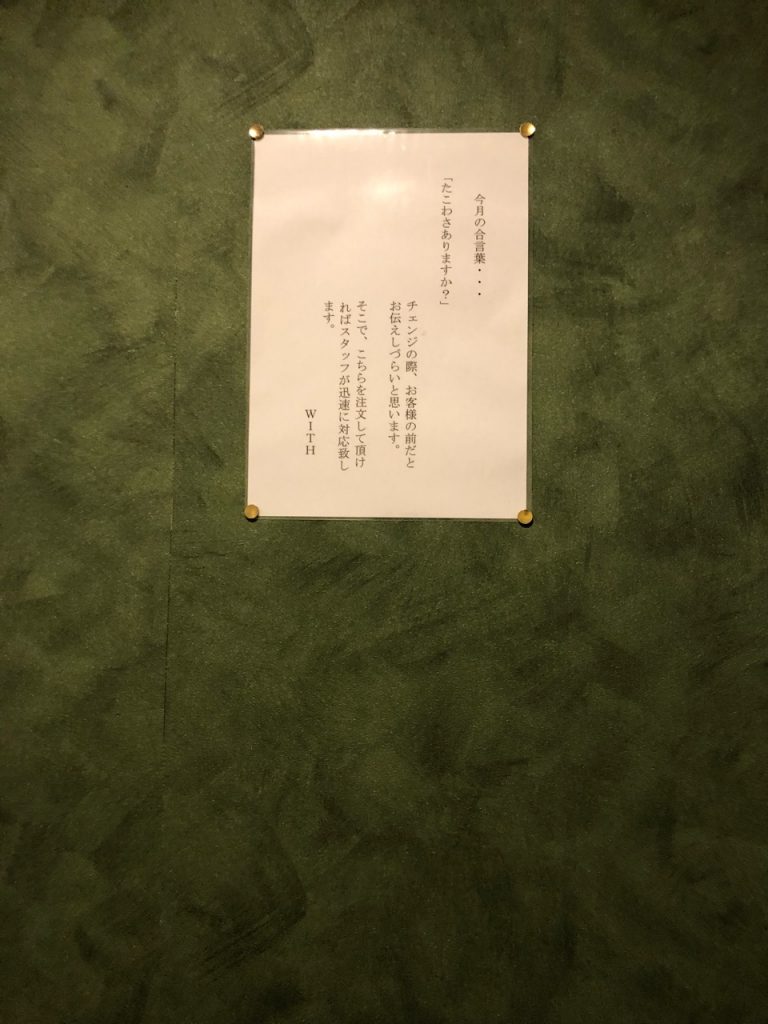 今月の合言葉・・・
「たこわさありますか？」
チェンジの際、お客様の前だと
お伝えしづらいと思います。
そこで、こちらを注文して頂け
ればスタッフが迅速に対応致し
ます。
WITH